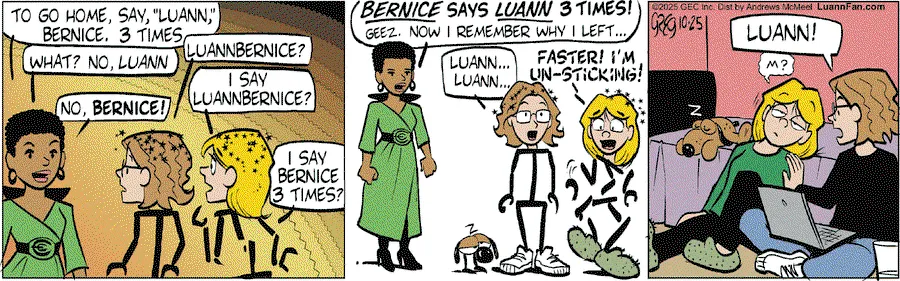 TO GO HOME, SAY, "LUANN,"
BERNICE. 3 TIMES
WHAT? NO, LUANN
NO, BERNICE!
LUANNBERNICE?
I SAY
LUANNBERNICE?
I SAY
BERNICE
3 TIMES?
BERNICE SAYS LUANN 3 TIMES!
GEEZ. NOW I REMEMBER WHY I LEFT...
LUANN...
LUANN...
FASTER! I'M
UN-STICKING!
Z
©2025 GEC Inc. Dist by Andrews McMeel LuannFan.com
GREG 10-25
LUANN!
M?
Z